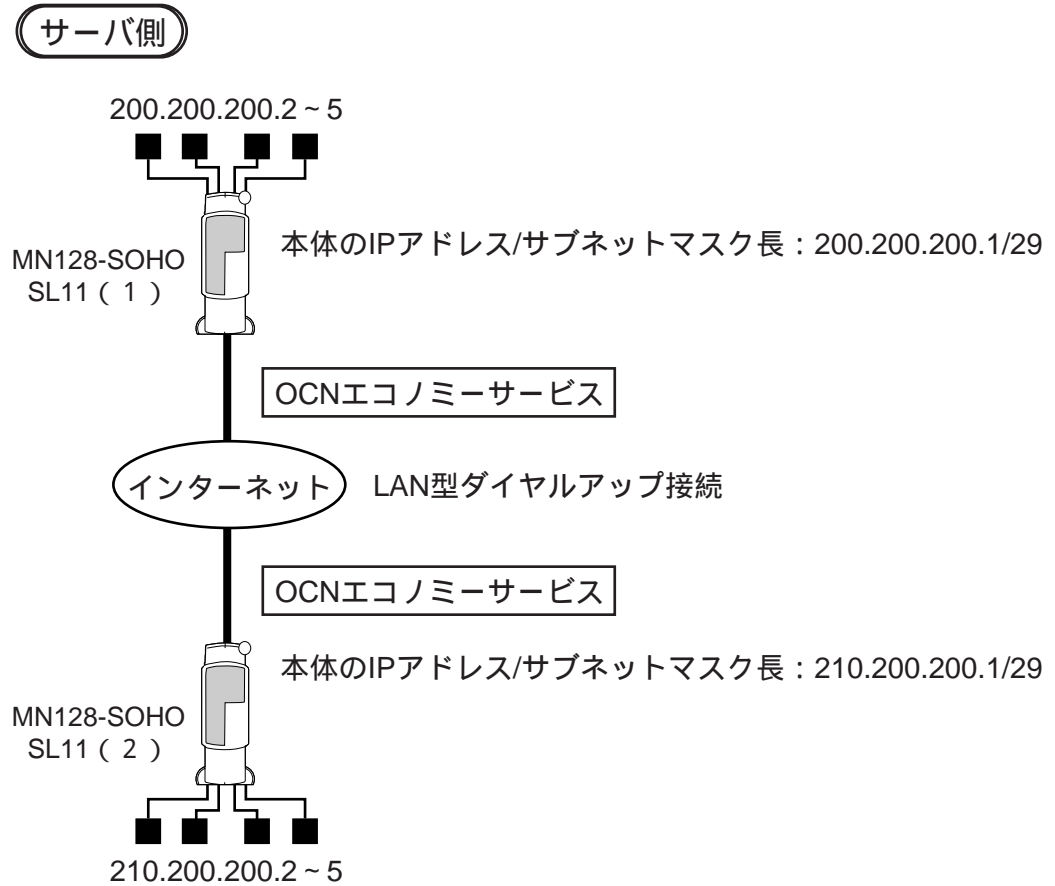 サーバ側
200.200.200.2 ~ 5
MN128-SOHO
SL11 ( 1 )
本体のIPアドレス/サブネットマスク長:200.200.200.1/29
OCNエコノミーサービス
インターネット
LAN型ダイヤルアップ接続
OCNエコノミーサービス
本体のIPアドレス/サブネットマスク長:210.200.200.1/29
MN128-SOHO
SL11 ( 2 )
210.200.200.2 ~ 5